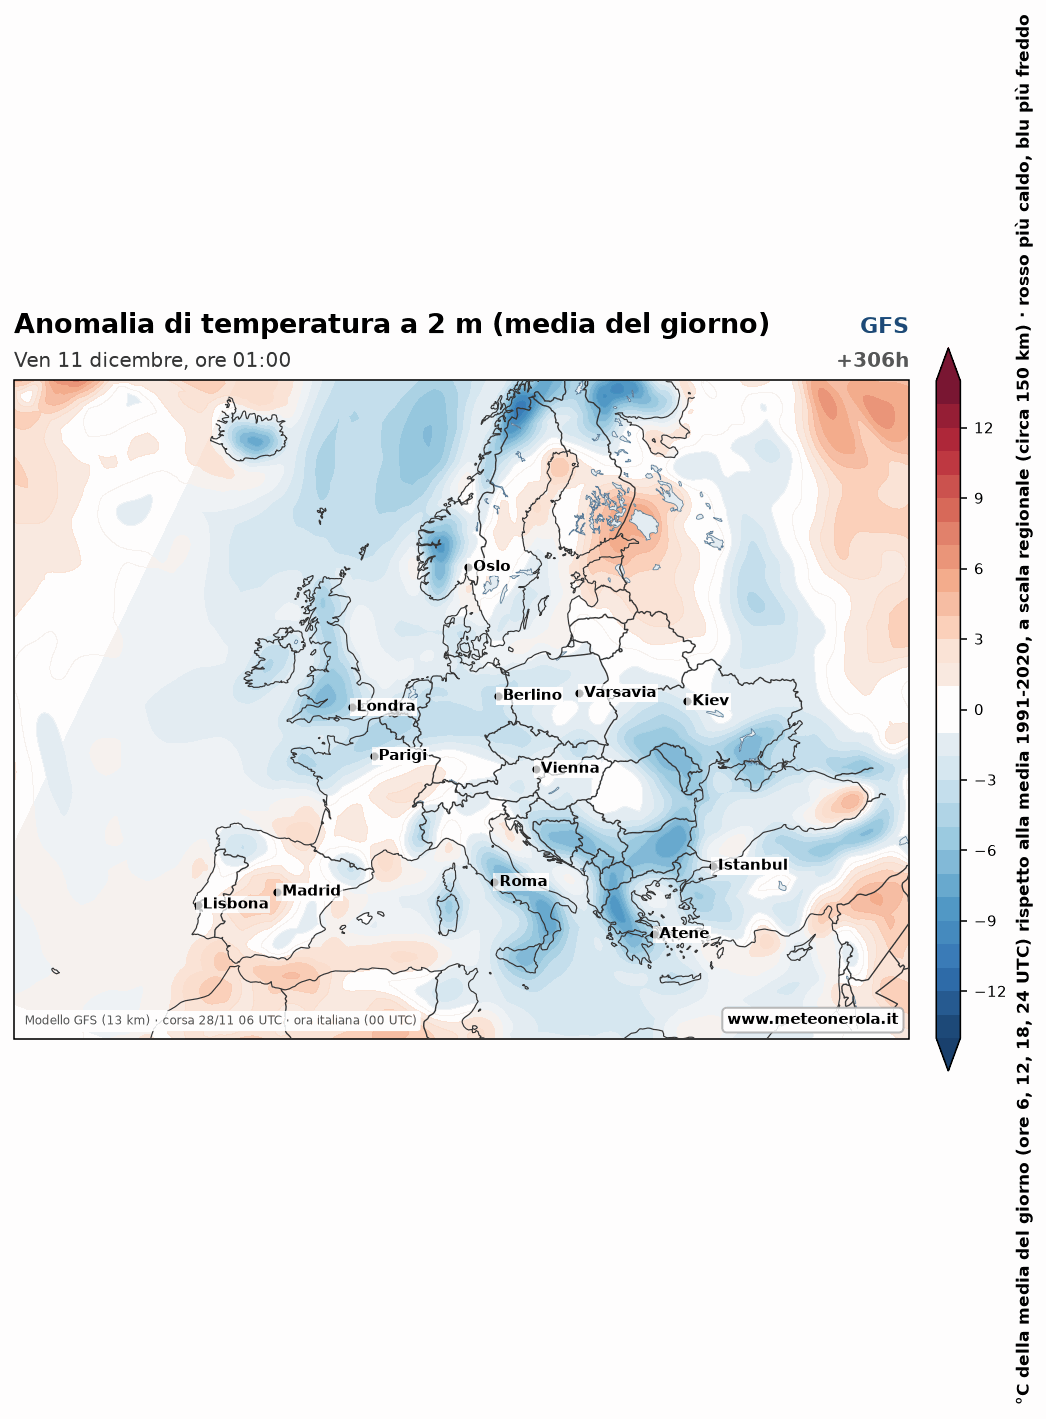 Anomalia di temperatura a 2 m (media del giorno)
GFS
Ven 11 dicembre, ore 01:00
+306h
Oslo
Londra
Berlino
Varsavia
Kiev
Parigi
Vienna
Istanbul
Roma
Madrid
Lisbona
Atene
Modello GFS (13 km) · corsa 28/11 06 UTC · ora italiana (00 UTC)
www.meteonerola.it
12
9
6
3
0
−3
−6
−9
−12
°C della media del giorno (ore 6, 12, 18, 24 UTC) rispetto alla media 1991-2020, a scala regionale (circa 150 km) · rosso più caldo, blu più freddo